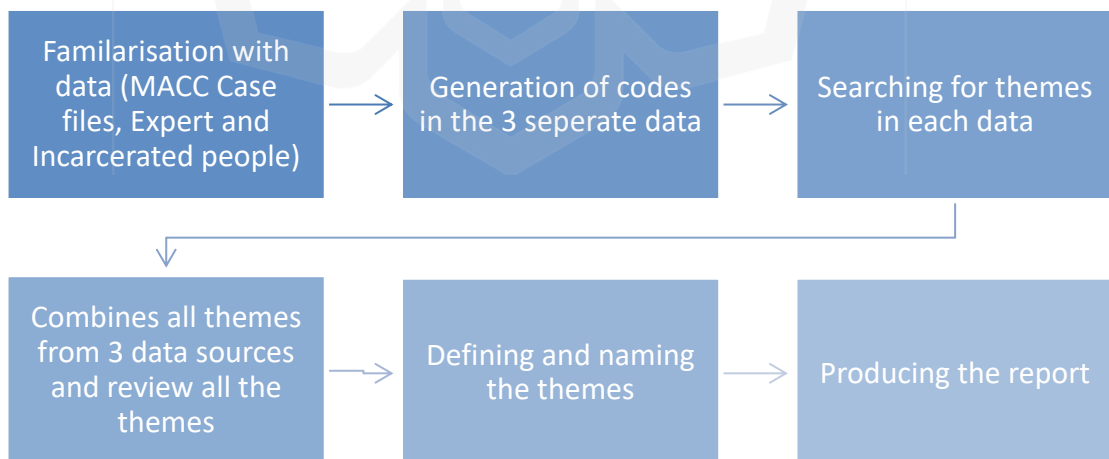 Familarisation with
data (MACC Case
files, Expert and
Incarcerated people)
Generation of codes
in the 3 seperate data
Searching for themes
in each data
Combines all themes
from 3 data sources
and review all the
themes
Defining and naming
the themes
Producing the report